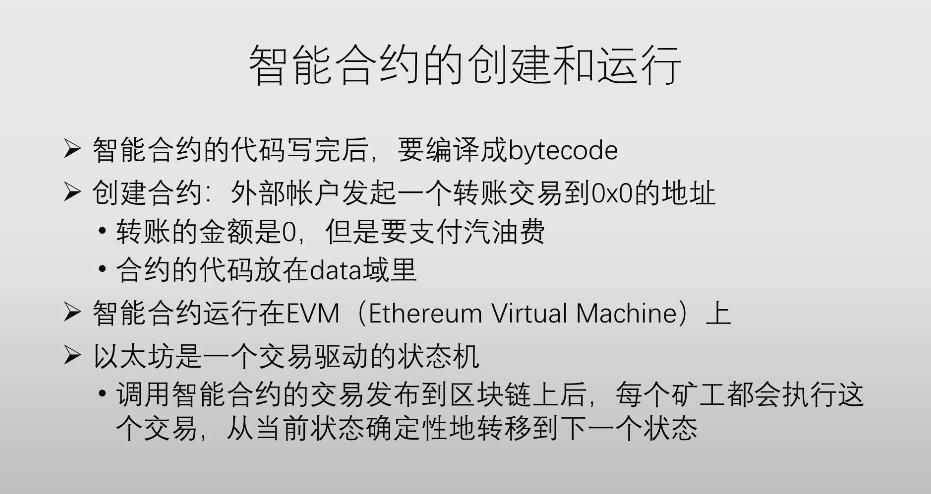 智能合约的创建和运行
➢ 智能合约的代码写完后，要编译成bytecode
➢ 创建合约：外部帐户发起一个转账交易到0x0的地址
• 转账的金额是0，但是要支付汽油费
• 合约的代码放在data域里
➢ 智能合约运行在EVM（Ethereum Virtual Machine）上
➢ 以太坊是一个交易驱动的状态机
• 调用智能合约的交易发布到区块链上后，每个矿工都会执行这
个交易，从当前状态确定性地转移到下一个状态